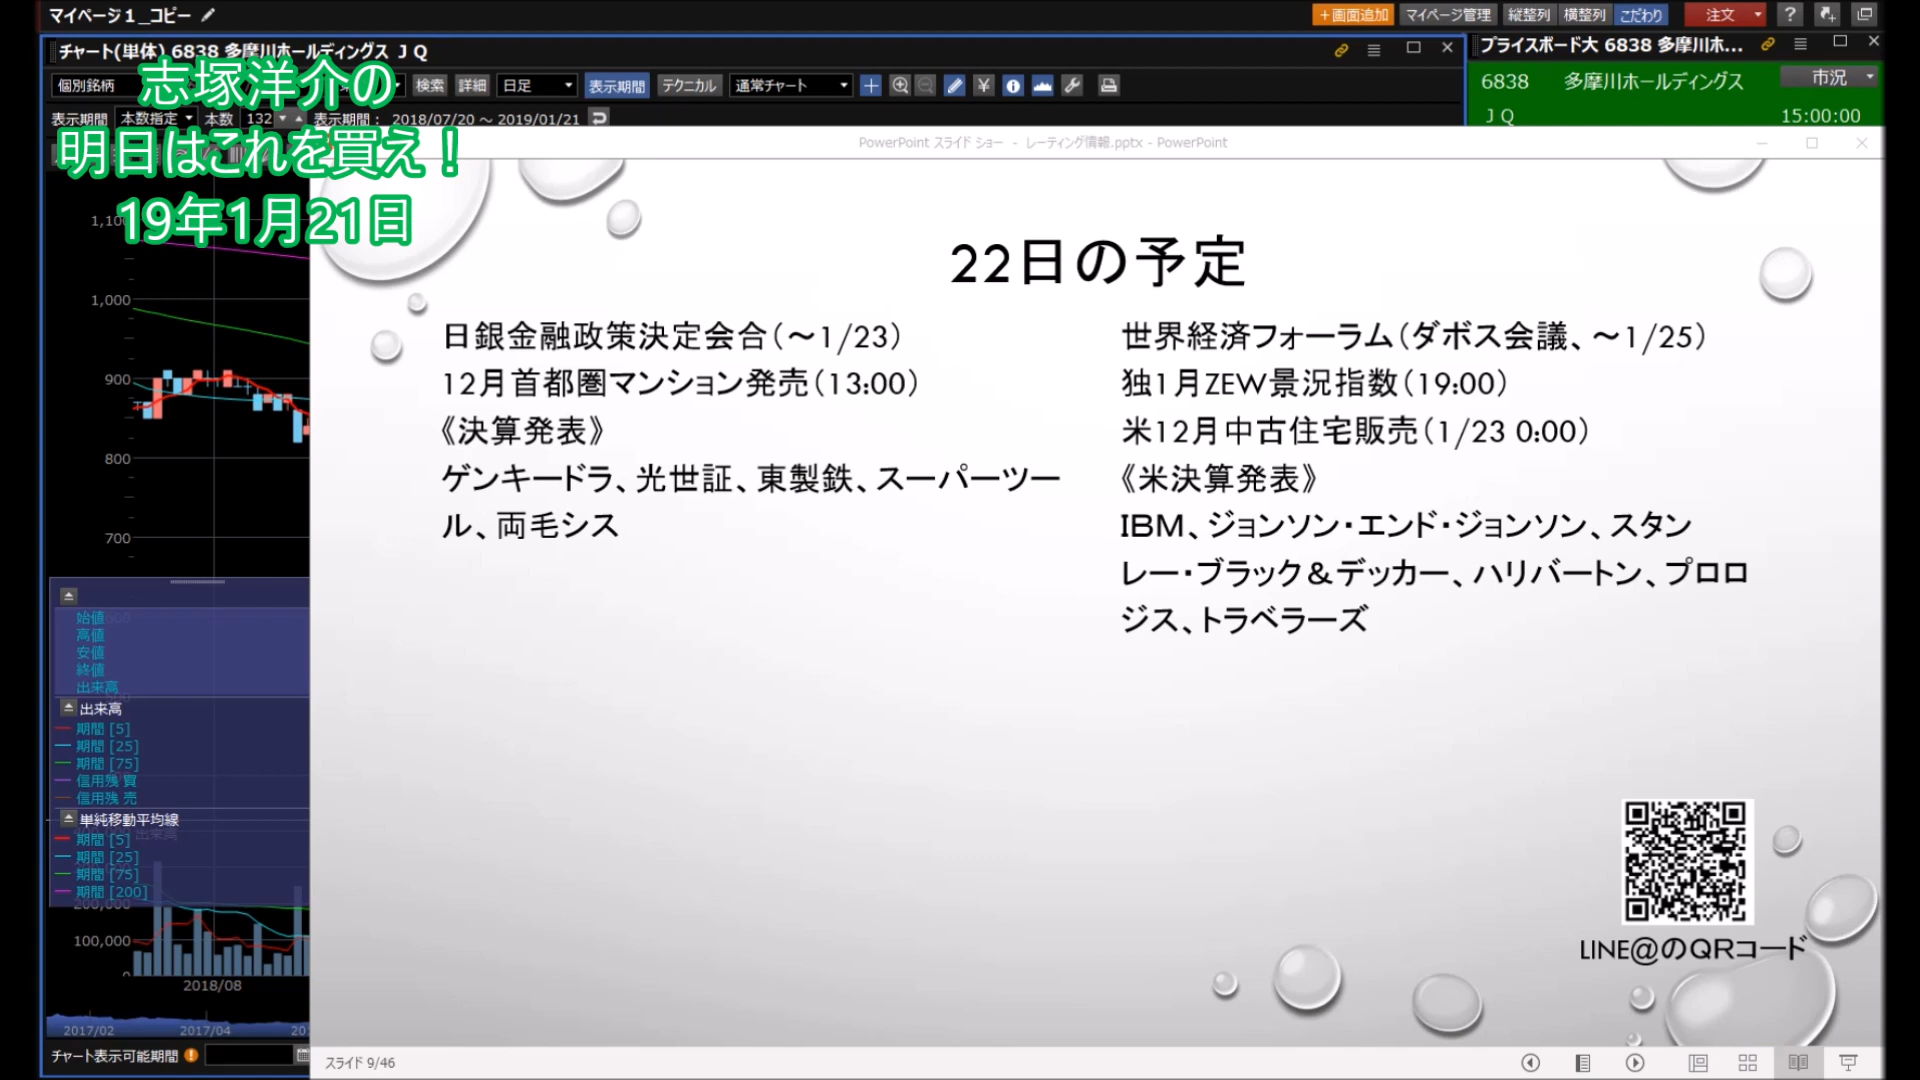 マイページ１_コピー
＋画面追加 マイページ管理 縦整列 横整列 こだわり 注文 ?
チャート(単体) 6838 多摩川ホールディングス ＪＱ
プライスボード大 6838 多摩川ホ...
個別銘柄 検索 詳細 日足 表示期間 テクニカル 通常チャート
6838 多摩川ホールディングス 市況
表示期間 本数指定 本数 132 表示期間： 2018/07/20 ～ 2019/01/21
ＪＱ 15:00:00
志塚洋介の
明日はこれを買え！
19年1月21日
PowerPoint スライド ショー - レーティング情報.pptx - PowerPoint
22日の予定
日銀金融政策決定会合（～1/23）
12月首都圏マンション発売（13:00）
《決算発表》
ゲンキードラ、光世証、東製鉄、スーパーツー
ル、両毛シス
世界経済フォーラム（ダボス会議、～1/25）
独1月ZEW景況指数（19:00）
米12月中古住宅販売（1/23 0:00）
《米決算発表》
IBM、ジョンソン・エンド・ジョンソン、スタン
レー・ブラック＆デッカー、ハリバートン、プロロ
ジス、トラベラーズ
LINE@のQRコード
1,100
1,000
900
800
700
始値
高値
安値
終値
出来高
出来高
期間 [5]
期間 [25]
期間 [75]
信用残 買
信用残 売
単純移動平均線
期間 [5]
期間 [25]
期間 [75]
期間 [200]
200,000
100,000
0
2018/08
2017/02 2017/04
チャート表示可能期間
スライド 9/46